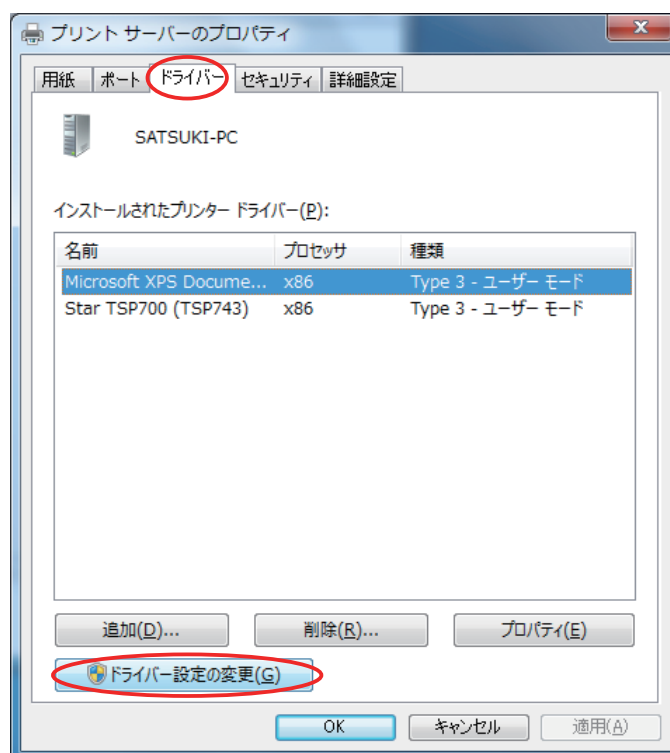 プリント サーバーのプロパティ
用紙 ポート ドライバー セキュリティ 詳細設定
SATSUKI-PC
インストールされたプリンター ドライバー(P):
名前 プロセッサ 種類
Microsoft XPS Docume... x86 Type 3 - ユーザー モード
Star TSP700 (TSP743) x86 Type 3 - ユーザー モード
追加(D)... 削除(R)... プロパティ(E)
ドライバー設定の変更(G)
OK キャンセル 適用(A)